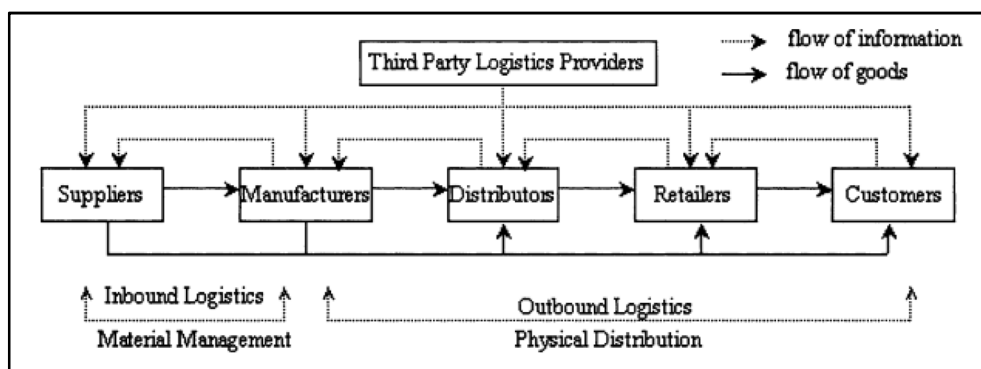 flow of information
Third Party Logistics Providers
flow of goods
Suppliers
Manufacturers
Distributors
Retailers
Customers
Inbound Logistics
Outbound Logistics
Material Management
Physical Distribution